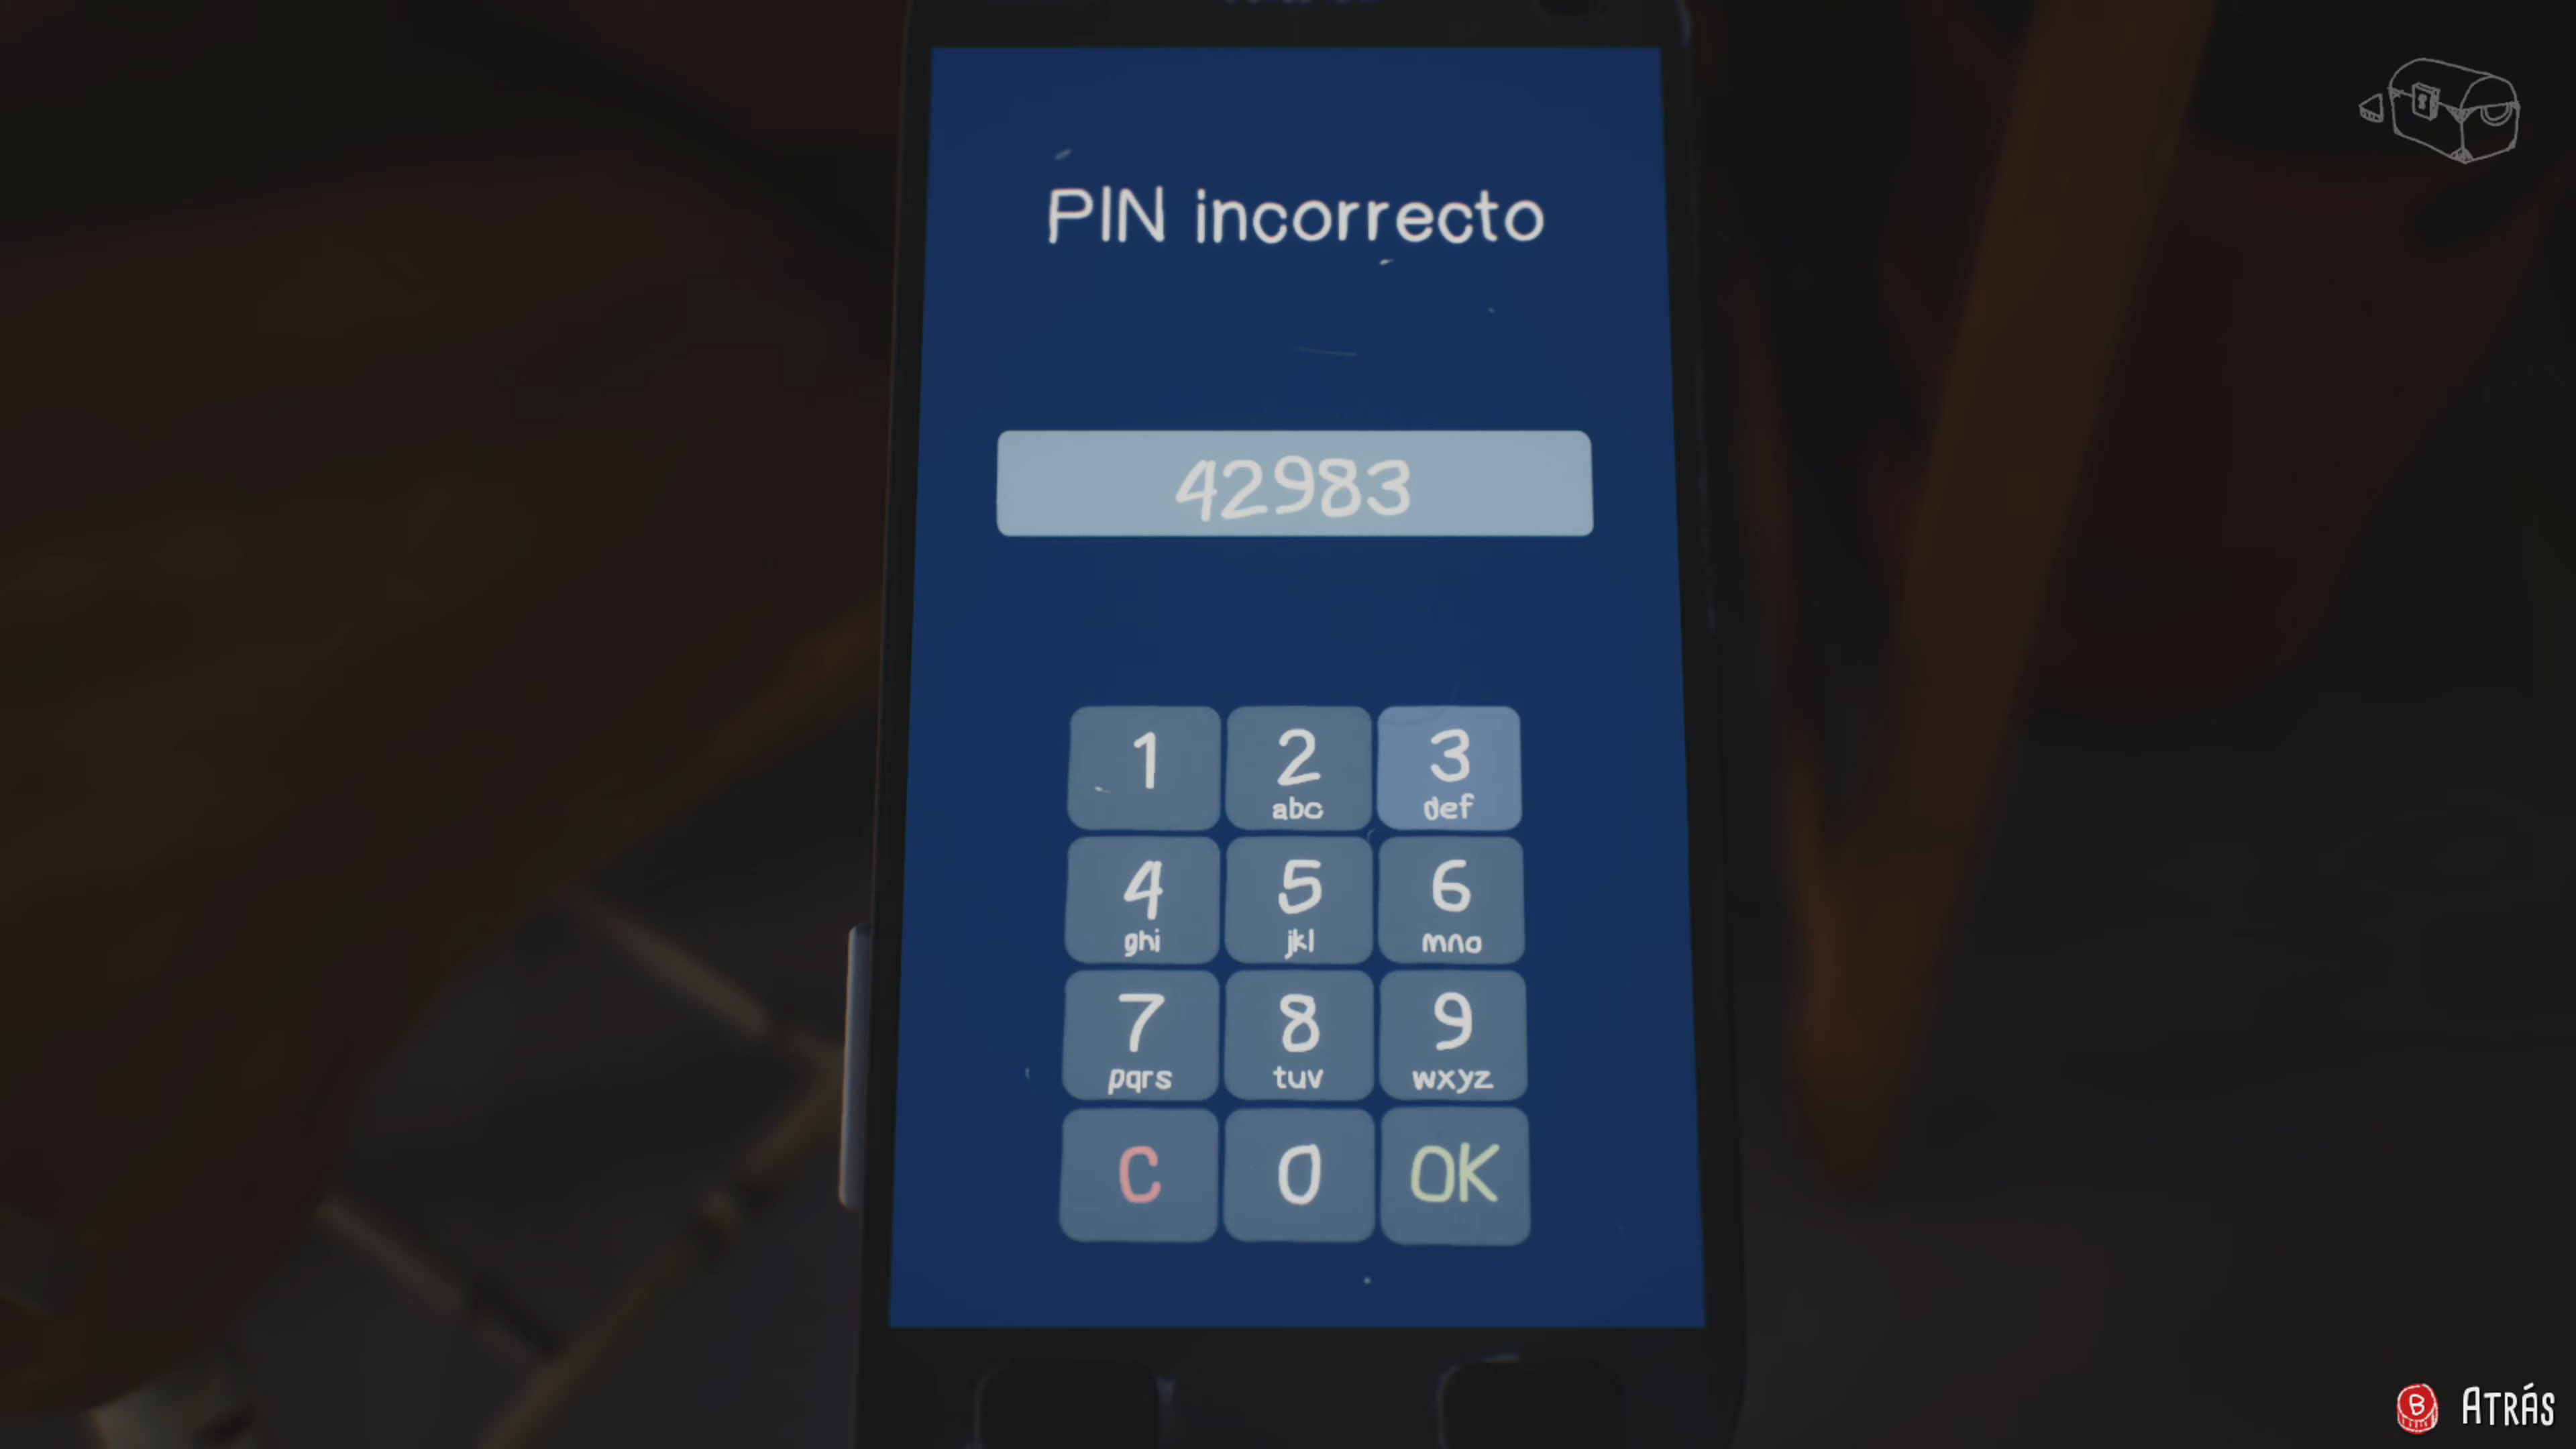 PIN incorrecto
42983
1
2
3
abc
def
4
5
6
ghi
jkl
mno
7
8
9
pqrs
tuv
wxyz
C
0
OK
B ATRÁS